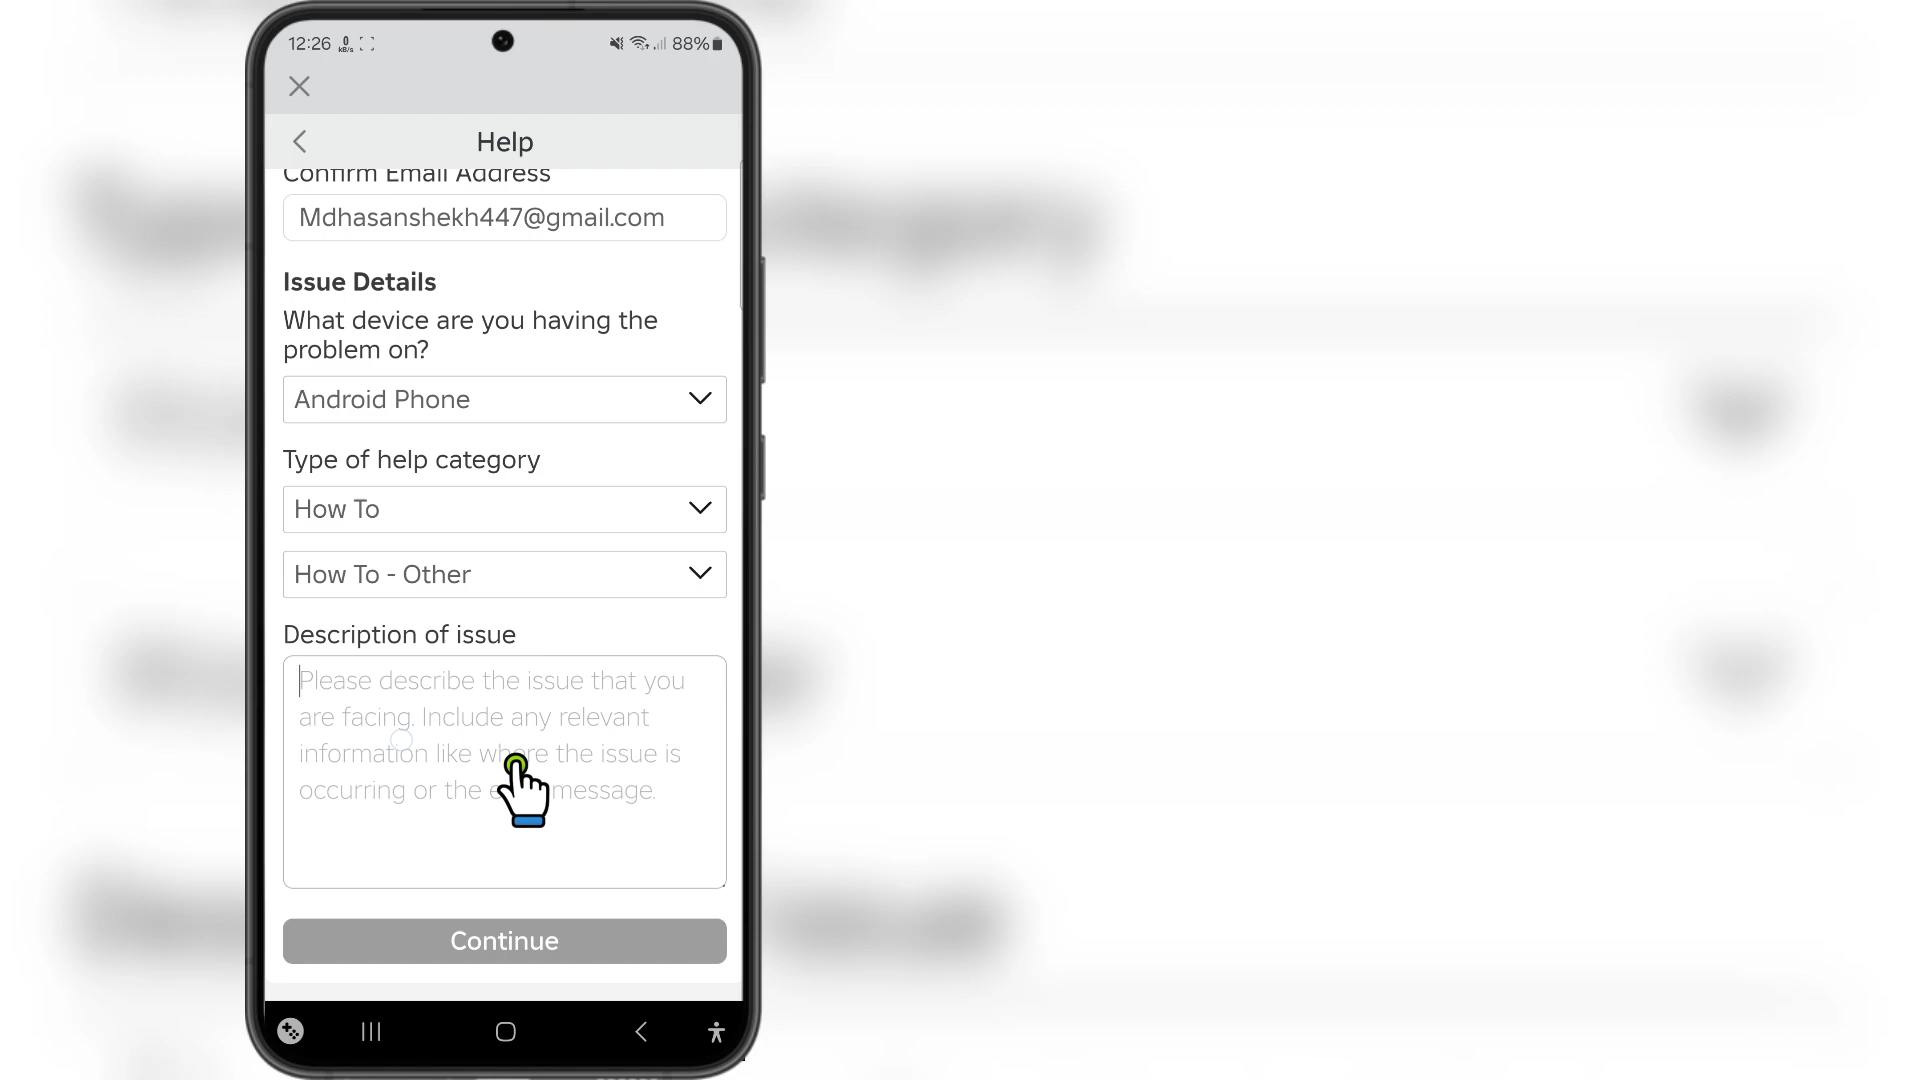 12:26 0 kB/s 88%
Help
Confirm Email Address
Mdhasanshekh447@gmail.com
Issue Details
What device are you having the
problem on?
Android Phone
Type of help category
How To
How To - Other
Description of issue
Please describe the issue that you
are facing. Include any relevant
information like where the issue is
occurring or the e message.
Continue